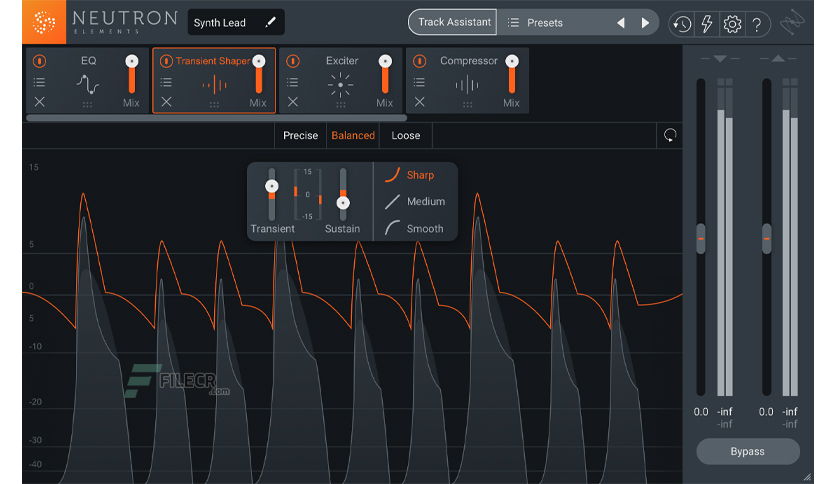 NEUTRON
ELEMENTS
Synth Lead
Track Assistant
Presets
?
EQ
Mix
Transient Shaper
Mix
Exciter
Mix
Compressor
Mix
Precise
Balanced
Loose
15
5
0
5
-10
-20
-30
-40
15
0
-15
Transient
Sustain
Sharp
Medium
Smooth
FILECR
.com
0.0
-inf
-inf
0.0
-inf
-inf
Bypass